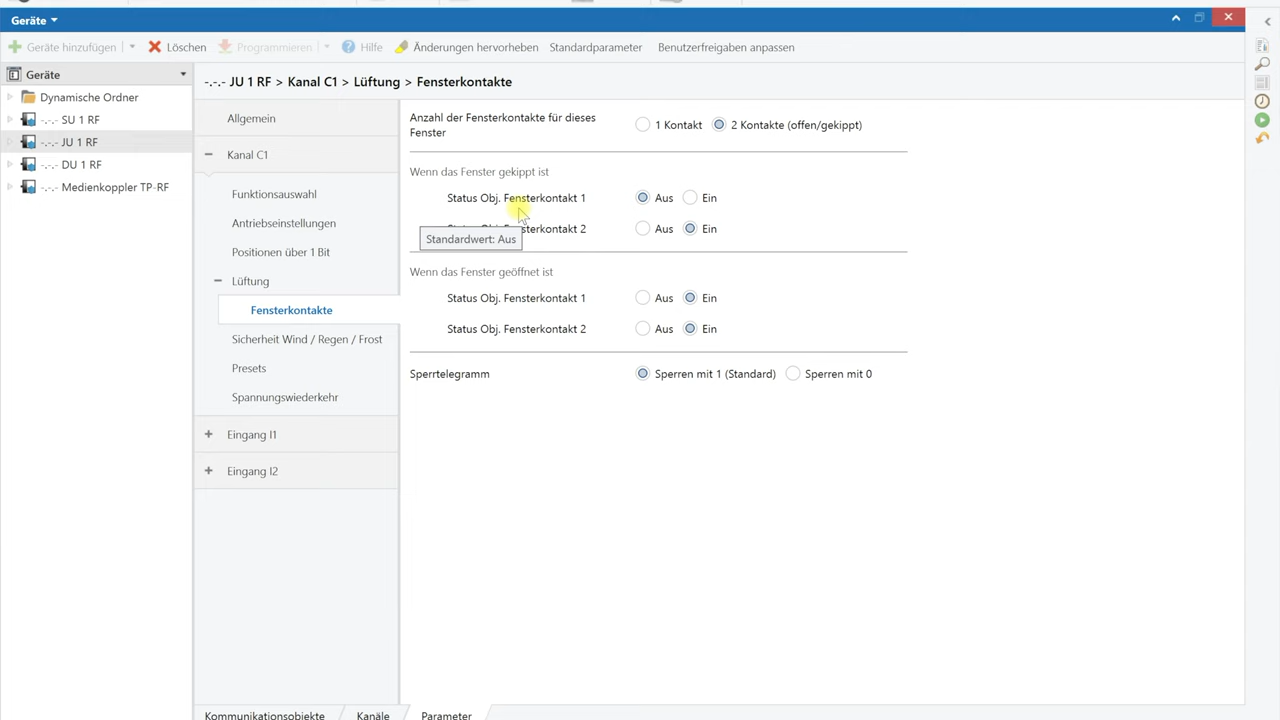 Geräte
Geräte hinzufügen Löschen Programmieren Hilfe Änderungen hervorheben Standardparameter Benutzerfreigaben anpassen
Geräte
Dynamische Ordner
-.-.- SU 1 RF
-.-.- JU 1 RF
-.-.- DU 1 RF
-.-.- Medienkoppler TP-RF
-.-.- JU 1 RF > Kanal C1 > Lüftung > Fensterkontakte
Allgemein
Kanal C1
Funktionsauswahl
Antriebseinstellungen
Positionen über 1 Bit
Lüftung
Fensterkontakte
Sicherheit Wind / Regen / Frost
Presets
Spannungswiederkehr
Eingang I1
Eingang I2
Anzahl der Fensterkontakte für dieses
Fenster
1 Kontakt 2 Kontakte (offen/gekippt)
Wenn das Fenster gekippt ist
Status Obj. Fensterkontakt 1 Aus Ein
Status Obj. Fensterkontakt 2 Aus Ein
Standardwert: Aus
Wenn das Fenster geöffnet ist
Status Obj. Fensterkontakt 1 Aus Ein
Status Obj. Fensterkontakt 2 Aus Ein
Sperrtelegramm Sperren mit 1 (Standard) Sperren mit 0
Kommunikationsobjekte Kanäle Parameter